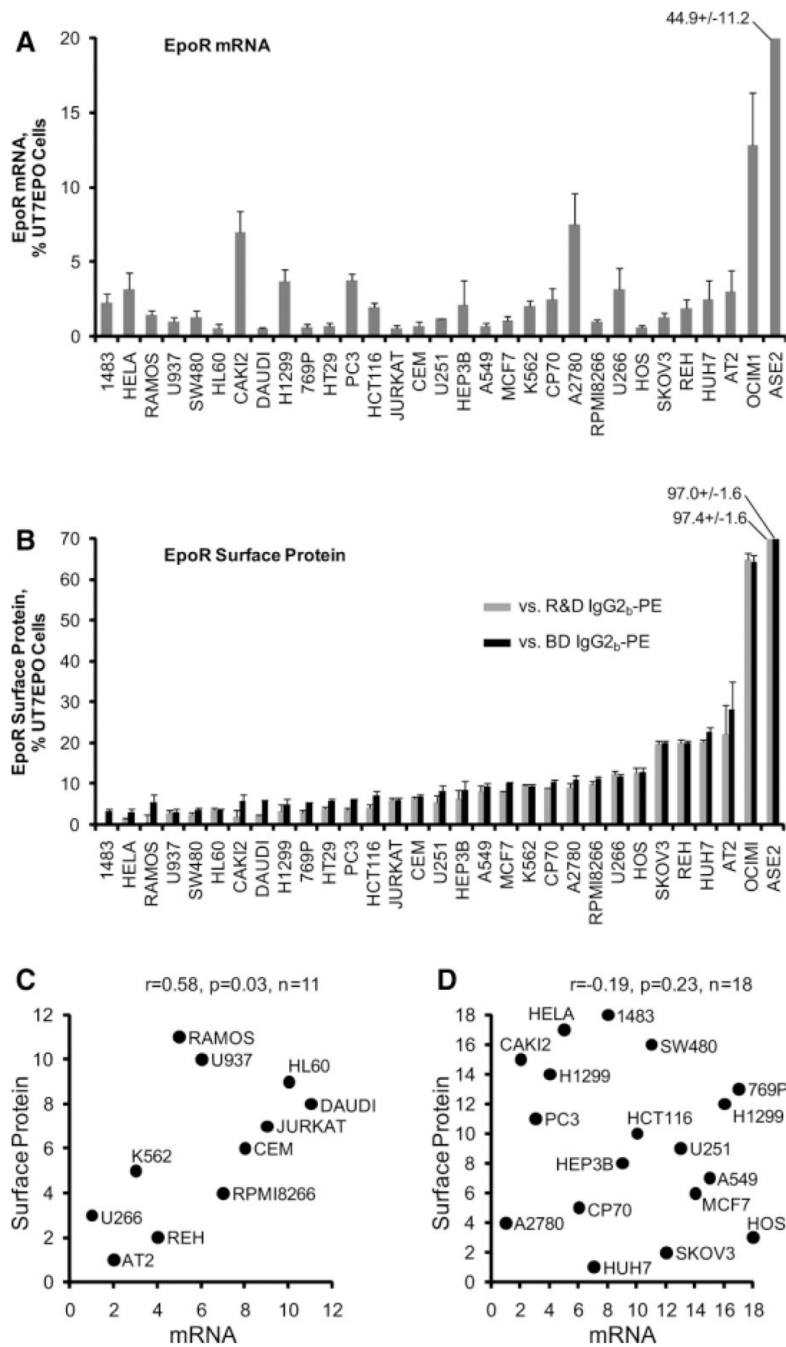 A
EpoR mRNA
44.9+/-11.2
EpoR mRNA,
% UT7EPO Cells
20
15
10
5
0
1483 HELA RAMOS U937 SW480 HL60 CAKI2 DAUDI H1299 769P HT29 PC3 HCT116 JURKAT CEM U251 HEP3B A549 MCF7 K562 CP70 A2780 RPMI8266 U266 HOS SKOV3 REH HUH7 AT2 OCIM1 ASE2
97.0+/-1.6
97.4+/-1.6
B
EpoR Surface Protein
EpoR Surface Protein,
% UT7EPO Cells
70
60
50
40
30
20
10
0
vs. R&D IgG2b-PE
vs. BD IgG2b-PE
1483 HELA RAMOS U937 SW480 HL60 CAKI2 DAUDI H1299 769P HT29 PC3 HCT116 JURKAT CEM U251 HEP3B A549 MCF7 K562 CP70 A2780 RPMI8266 U266 HOS SKOV3 REH HUH7 AT2 OCIMI ASE2
C
r=0.58, p=0.03, n=11
Surface Protein
12
10
8
6
4
2
0
RAMOS
U937
HL60
DAUDI
JURKAT
K562
CEM
RPMI8266
U266
REH
AT2
0 2 4 6 8 10 12
mRNA
D
r=-0.19, p=0.23, n=18
Surface Protein
18
16
14
12
10
8
6
4
2
0
HELA
1483
CAKI2
SW480
H1299
769P
PC3
HCT116
H1299
U251
HEP3B
A549
MCF7
CP70
A2780
HOS
SKOV3
HUH7
0 2 4 6 8 10 12 14 16 18
mRNA